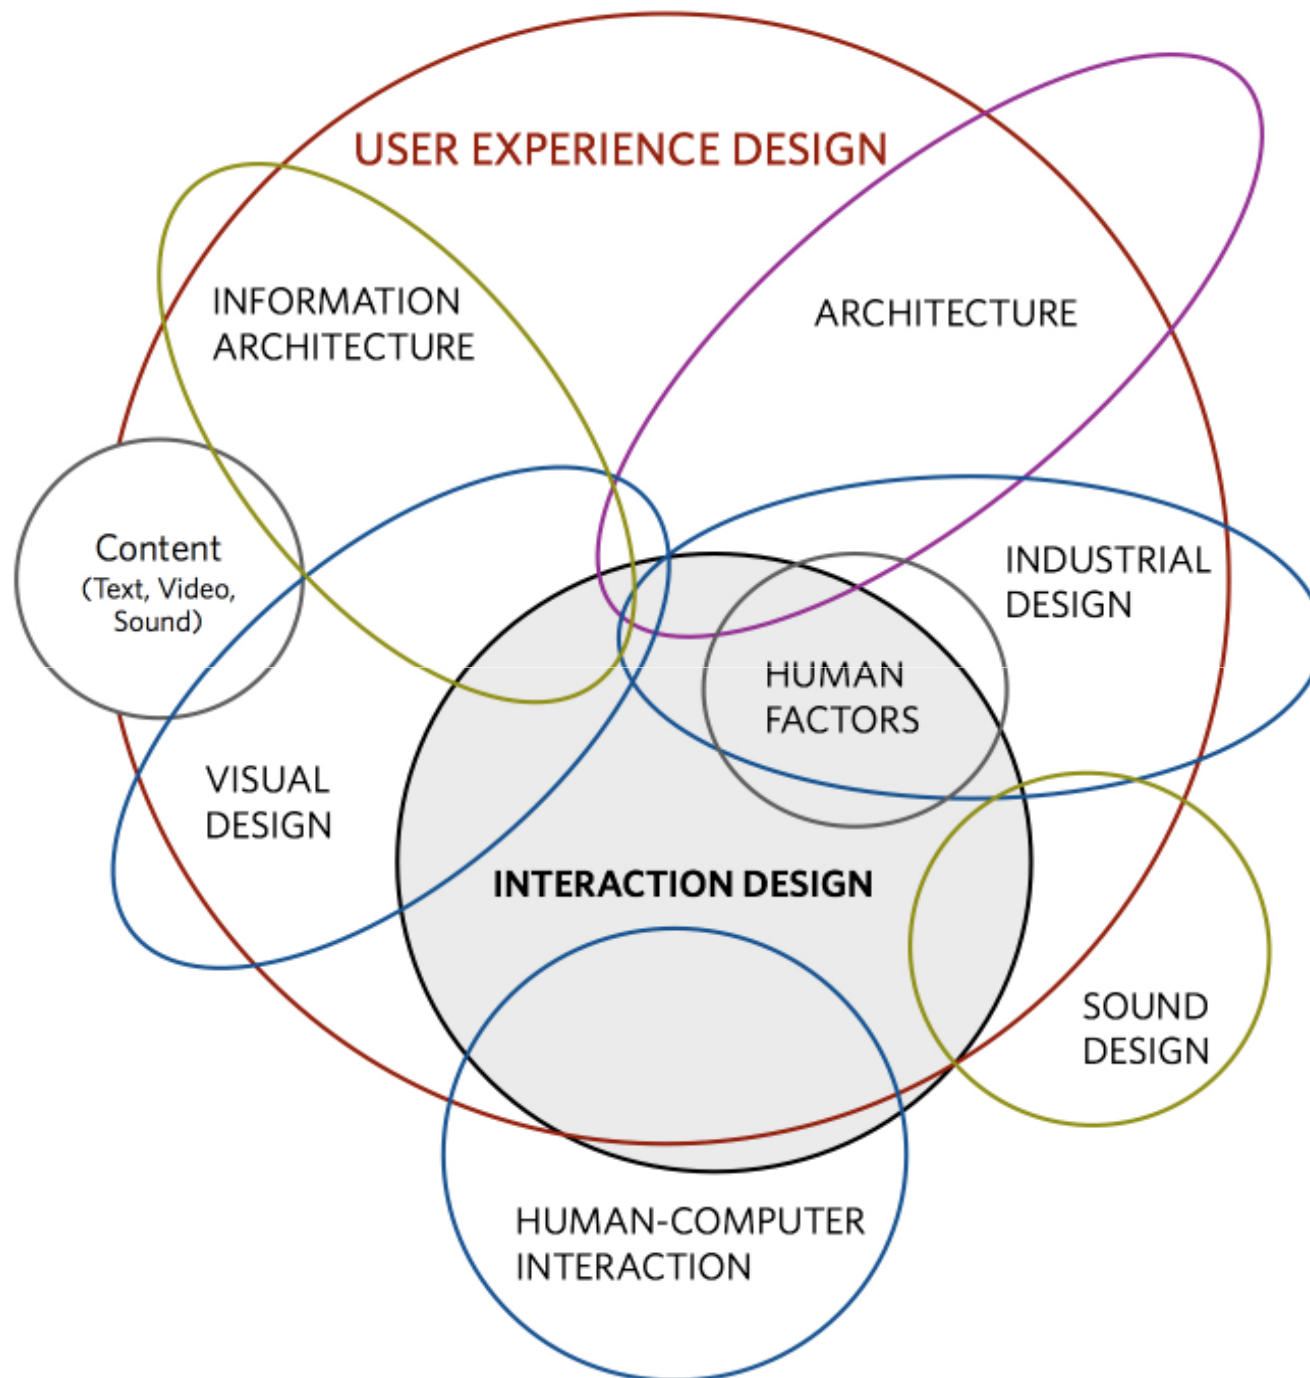 USER EXPERIENCE DESIGN
INFORMATION
ARCHITECTURE
ARCHITECTURE
Content
(Text, Video,
Sound)
INDUSTRIAL
DESIGN
HUMAN
FACTORS
VISUAL
DESIGN
INTERACTION DESIGN
SOUND
DESIGN
HUMAN-COMPUTER
INTERACTION